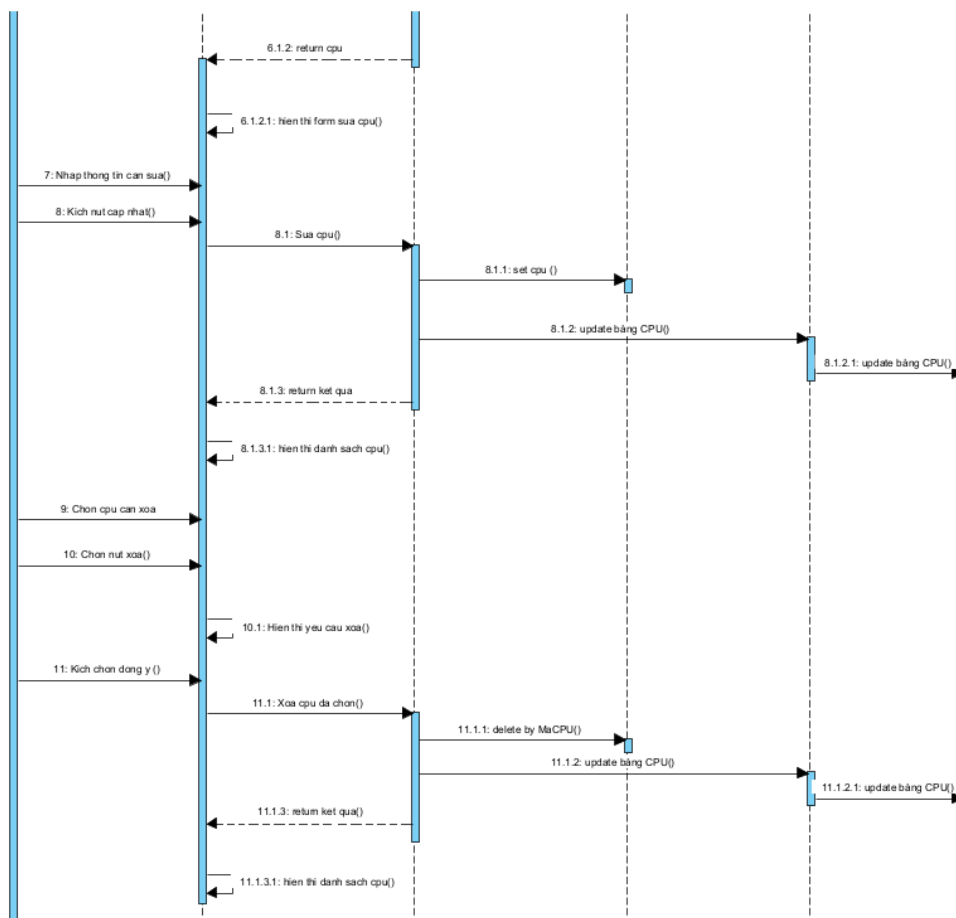 6.1.2: return cpu
6.1.2.1: hien thi form sua cpu()
7: Nhap thong tin can sua()
8: Kich nut cap nhat()
8.1: Sua cpu()
8.1.1: set cpu ()
8.1.2: update bảng CPU()
8.1.2.1: update bảng CPU()
8.1.3: return ket qua
8.1.3.1: hien thi danh sach cpu()
9: Chon cpu can xoa
10: Chon nut xoa()
10.1: Hien thi yeu cau xoa()
11: Kich chon dong y ()
11.1: Xoa cpu da chon()
11.1.1: delete by MaCPU()
11.1.2: update bảng CPU()
11.1.2.1: update bảng CPU()
11.1.3: return ket qua()
11.1.3.1: hien thi danh sach cpu()